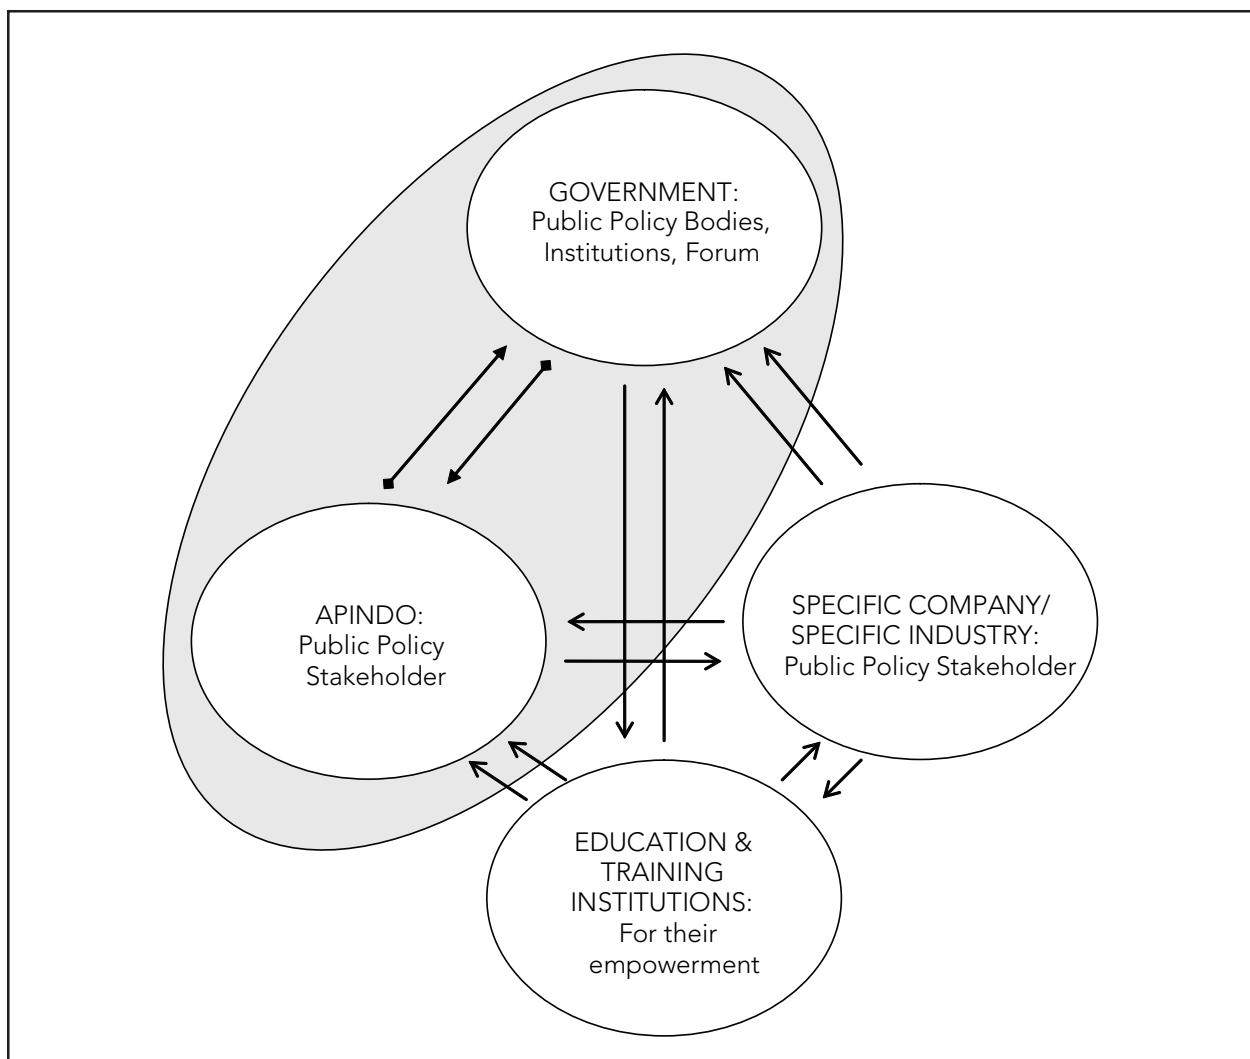 GOVERNMENT:
Public Policy Bodies,
Institutions, Forum
APINDO:
Public Policy
Stakeholder
SPECIFIC COMPANY/
SPECIFIC INDUSTRY:
Public Policy Stakeholder
EDUCATION &
TRAINING
INSTITUTIONS:
For their
empowerment